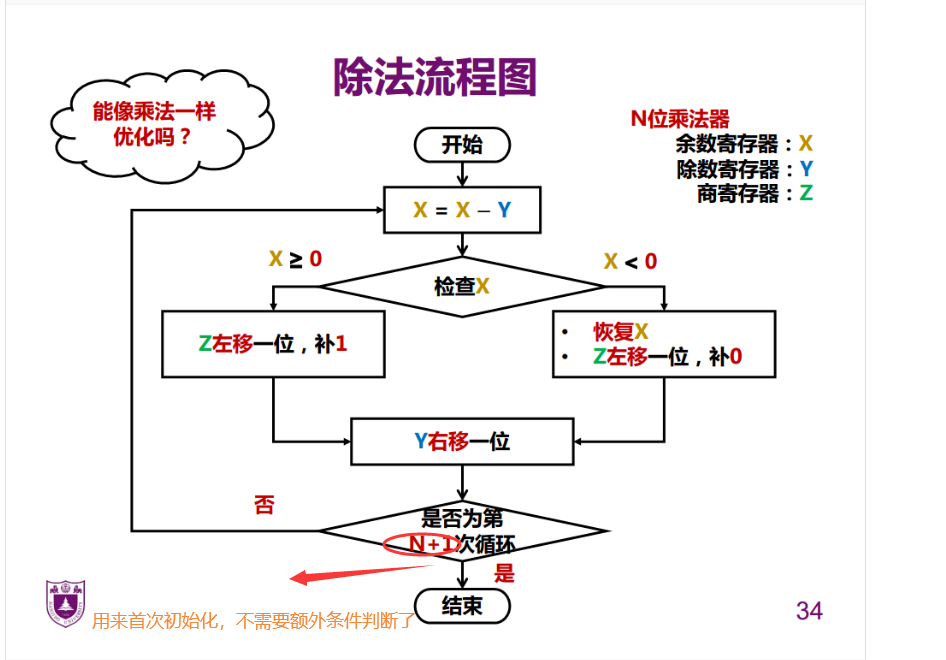 除法流程图
能像乘法一样
优化吗？
N位乘法器
余数寄存器：X
除数寄存器：Y
商寄存器：Z
开始
X = X – Y
X ≥ 0
X < 0
检查X
Z左移一位，补1
• 恢复X
• Z左移一位，补0
Y右移一位
否
是否为第
N+1次循环
是
结束
用来首次初始化，不需要额外条件判断了
34